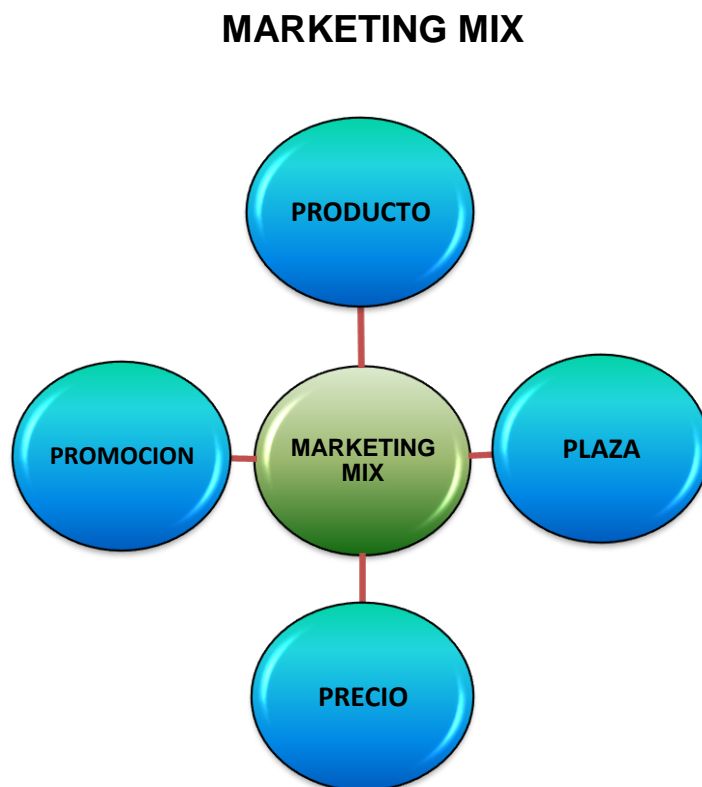 MARKETING MIX
PRODUCTO
PROMOCION
MARKETING
MIX
PLAZA
PRECIO